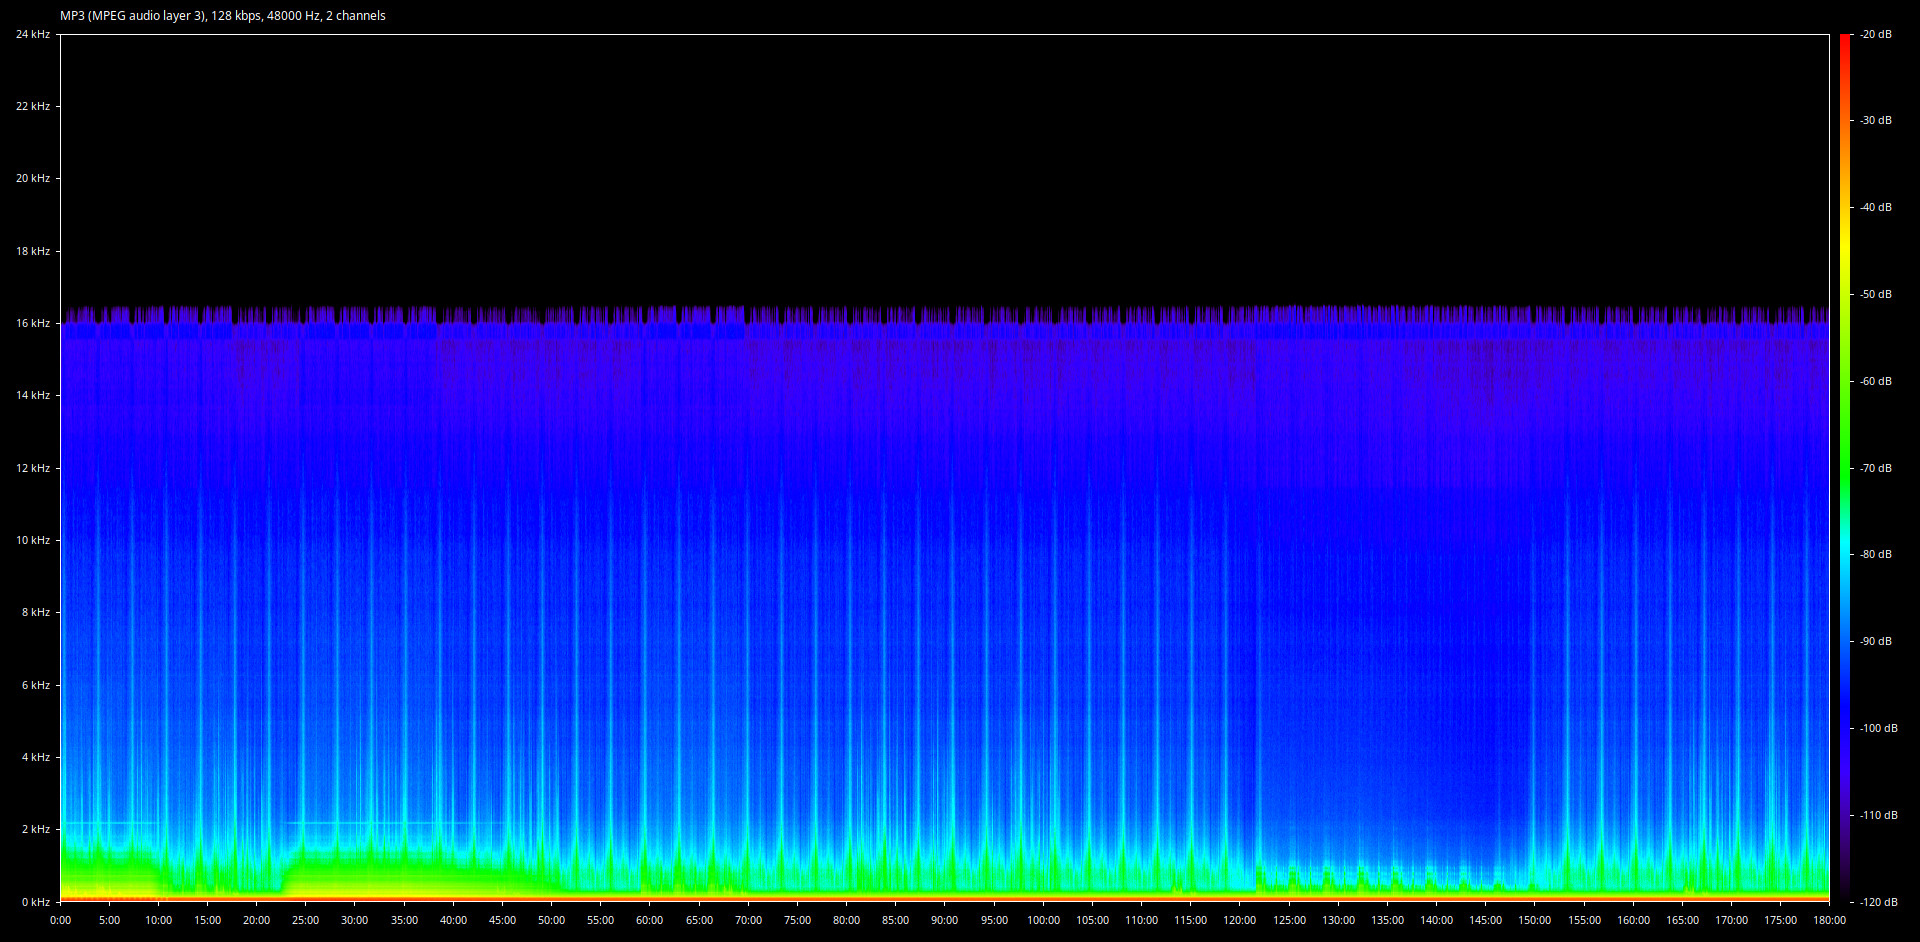 MP3 (MPEG audio layer 3), 128 kbps, 48000 Hz, 2 channels
24 kHz
22 kHz
20 kHz
18 kHz
16 kHz
14 kHz
12 kHz
10 kHz
8 kHz
6 kHz
4 kHz
2 kHz
0 kHz
-20 dB
-30 dB
-40 dB
-50 dB
-60 dB
-70 dB
-80 dB
-90 dB
-100 dB
-110 dB
-120 dB
0:00 5:00 10:00 15:00 20:00 25:00 30:00 35:00 40:00 45:00 50:00 55:00 60:00 65:00 70:00 75:00 80:00 85:00 90:00 95:00 100:00 105:00 110:00 115:00 120:00 125:00 130:00 135:00 140:00 145:00 150:00 155:00 160:00 165:00 170:00 175:00 180:00